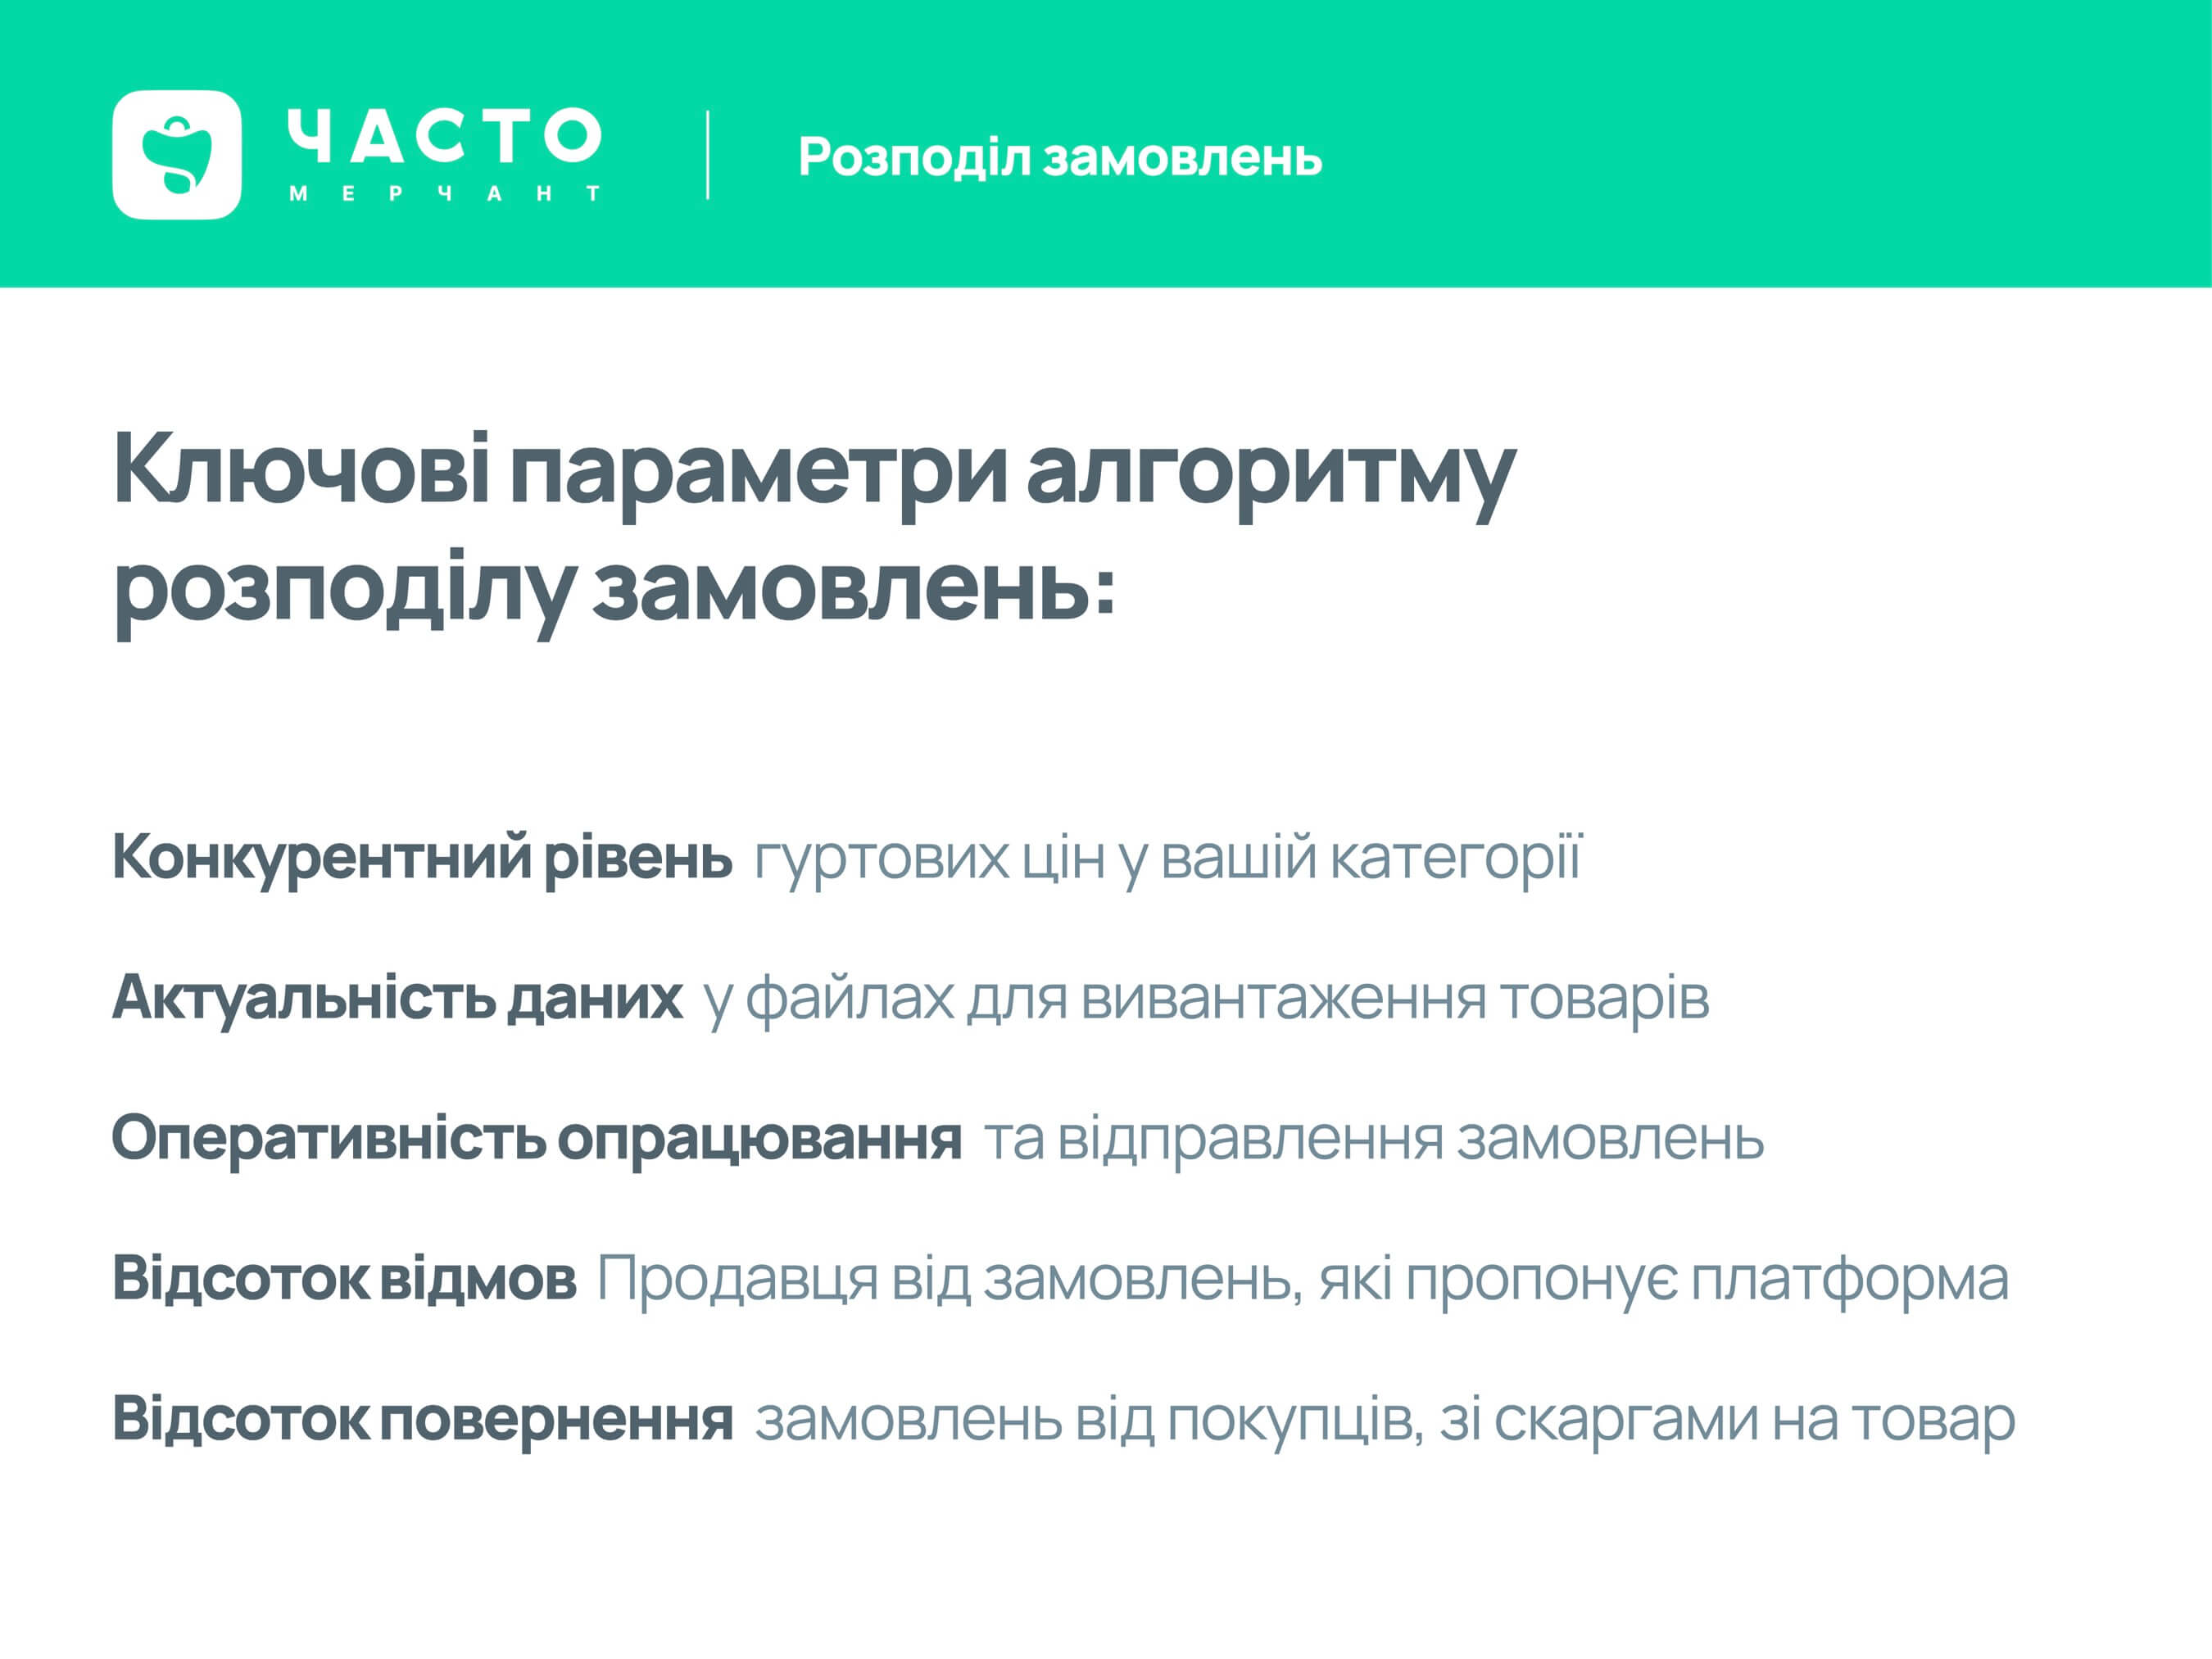 ЧАСТО
МЕРЧАНТ
Розподіл замовлень
Ключові параметри алгоритму
розподілу замовлень:
Конкурентний рівень гуртових цін у вашій категорії
Актуальність даних у файлах для вивантаження товарів
Оперативність опрацювання та відправлення замовлень
Відсоток відмов Продавця від замовлень, які пропонує платформа
Відсоток повернення замовлень від покупців, зі скаргами на товар